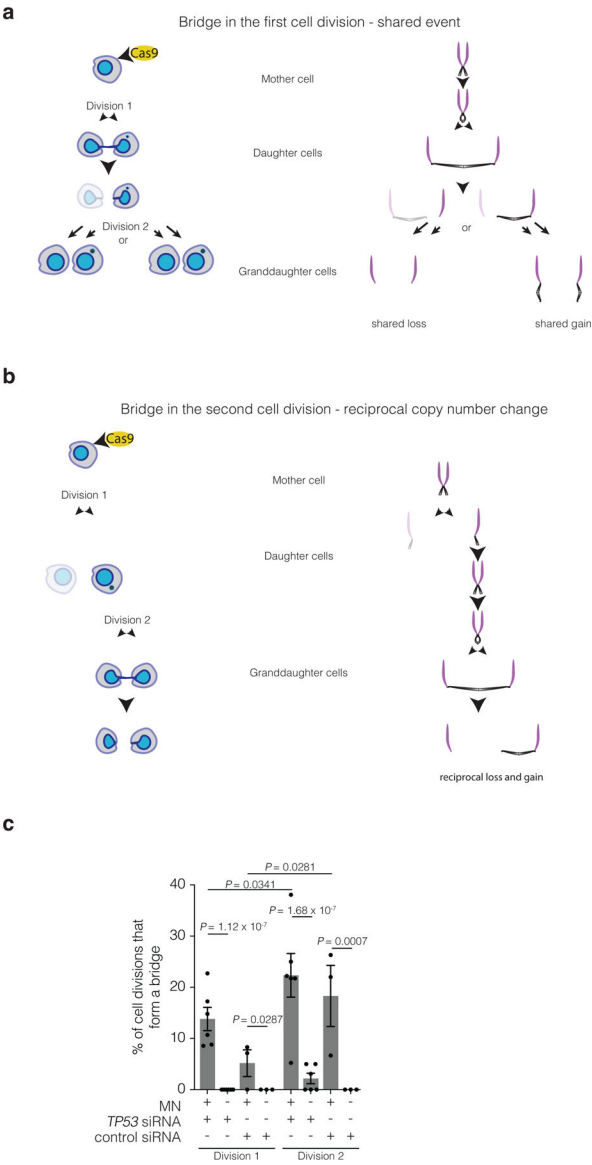 a
Bridge in the first cell division - shared event
Cas9
Mother cell
Division 1
Daughter cells
Division 2
or
or
Granddaughter cells
shared loss
shared gain
b
Bridge in the second cell division - reciprocal copy number change
Cas9
Mother cell
Division 1
Daughter cells
Division 2
Granddaughter cells
reciprocal loss and gain
c
P = 0.0281
P = 0.0341
P = 1.12 x 10-7
P = 1.68 x 10-7
P = 0.0007
P = 0.0287
% of cell divisions that
form a bridge
40
30
20
10
0
MN + - + - + - + -
TP53 siRNA + + - - + + - -
control siRNA - - + + - - + +
Division 1 Division 2